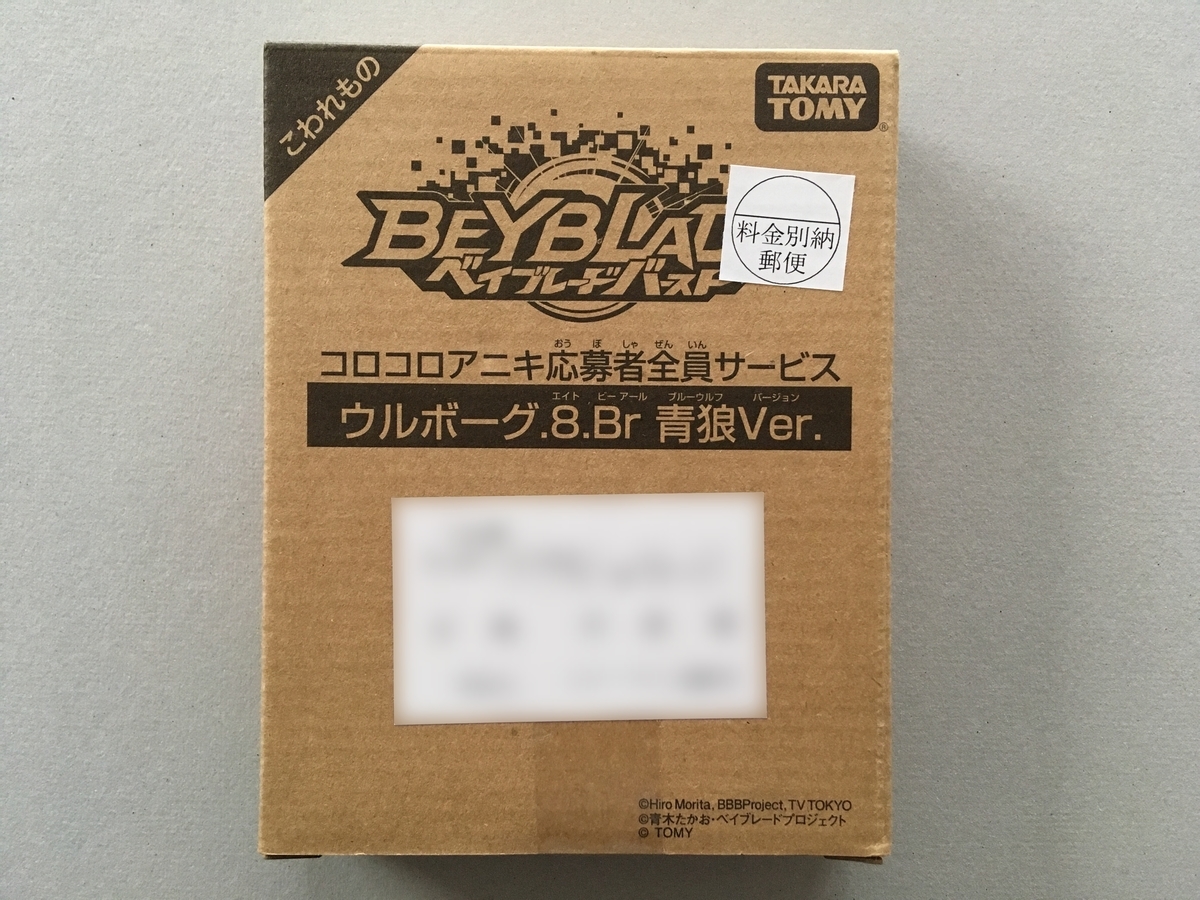 こわれもの
TAKARA
TOMY
®
BEYBLAD
ベイブレードバースト
料金別納
郵便
おうぼしゃぜんいん
コロコロアニキ応募者全員サービス
エイト ビーアール ブルーウルフ バージョン
ウルボーグ.8.Br 青狼Ver.
©Hiro Morita, BBBProject, TV TOKYO
©青木たかお・ベイブレードプロジェクト
© TOMY